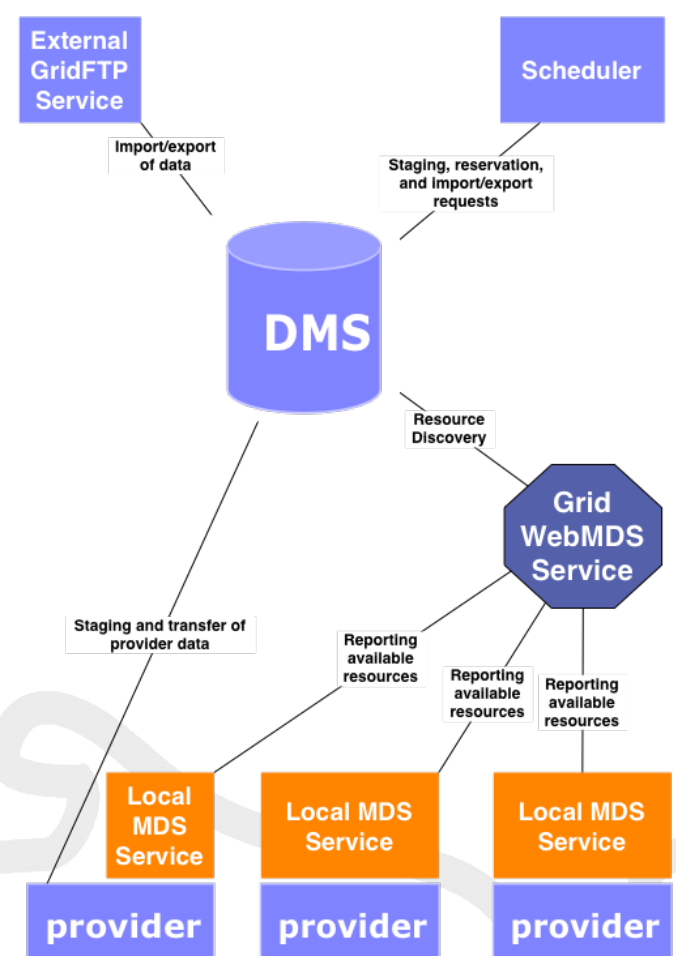 External
GridFTP
Service
Scheduler
Import/export
of data
Staging, reservation,
and import/export
requests
DMS
Resource
Discovery
Grid
WebMDS
Service
Staging and transfer of
provider data
Reporting
available
resources
Reporting
available
resources
Reporting
available
resources
Local
MDS
Service
Local MDS
Service
Local MDS
Service
provider
provider
provider